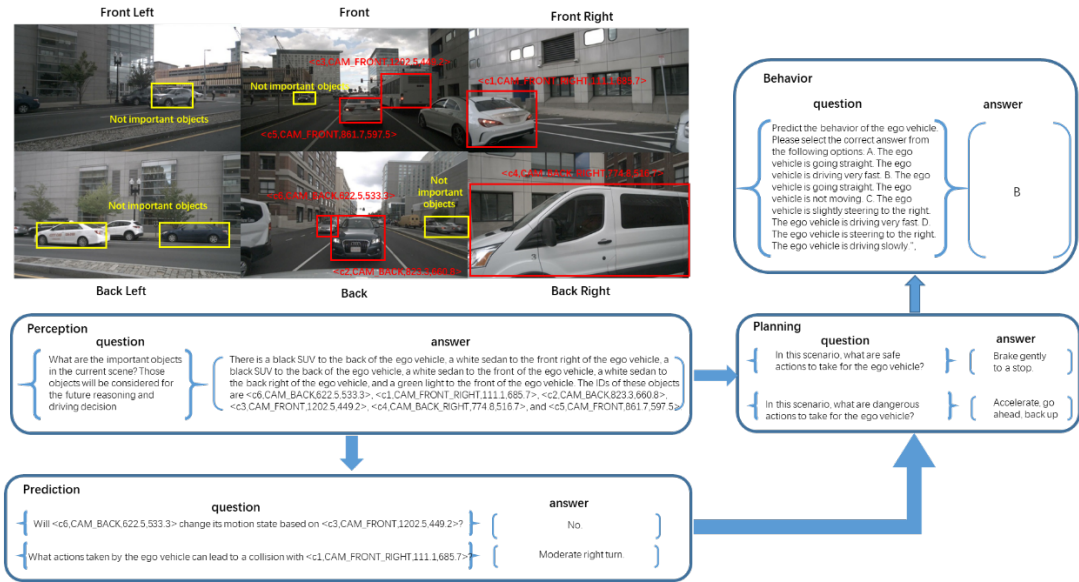 Front Left
Front
Front Right
<c3,CAM_FRONT,1202.5,449.2>
Not important objects
<c1,CAM_FRONT_RIGHT,111.1,685.7>
Not important objects
<c5,CAM_FRONT,861.7,597.5>
Not important objects
<c6,CAM_BACK,622.5,533.3>
Not
important
objects
Back Left
Back
Back Right
Perception
question
answer
What are the important objects
in the current scene? Those
objects will be considered for
the future reasoning and
driving decision
There is a black SUV to the back of the ego vehicle, a white sedan to the front right of the ego vehicle, a
black SUV to the back of the ego vehicle, a white sedan to the front of the ego vehicle, a white sedan to
the back right of the ego vehicle, and a green light to the front of the ego vehicle. The IDs of these
objects are <c6,CAM_BACK,622.5,533.3>, <c1,CAM_FRONT_RIGHT,111.1,685.7>, <c2,CAM_BACK,823.3,660.8>,
<c3,CAM_FRONT,1202.5,449.2>, <c4,CAM_BACK_RIGHT,774.8,516.7>, and <c5,CAM_FRONT,861.7,597.5>
Prediction
question
answer
Will <c6,CAM_BACK,622.5,533.3> change its motion state based on <c3,CAM_FRONT,1202.5,449.2>?
No.
What actions taken by the ego vehicle can lead to a collision with <c1,CAM_FRONT_RIGHT,111.1,685.7>?
Moderate right turn.
Behavior
question
answer
Predict the behavior of the ego vehicle.
Please select the correct answer from
the following options. A. The ego
vehicle is going straight. The ego
vehicle is driving very fast. B. The ego
vehicle is going straight. The ego
vehicle is not moving. C. The ego
vehicle is slightly steering to the right.
The ego vehicle is driving very fast. D.
The ego vehicle is steering to the right.
The ego vehicle is driving slowly.",
B
Planning
question
answer
In this scenario, what are safe
actions to take for the ego vehicle?
Brake gently
to a stop.
In this scenario, what are dangerous
actions to take for the ego vehicle?
Accelerate, go
ahead, back up